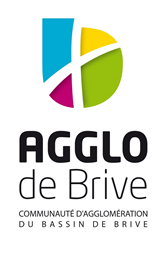 AGGLO
de Brive
COMMUNAUTÉ D'AGGLOMÉRATION
DU BASSIN DE BRIVE